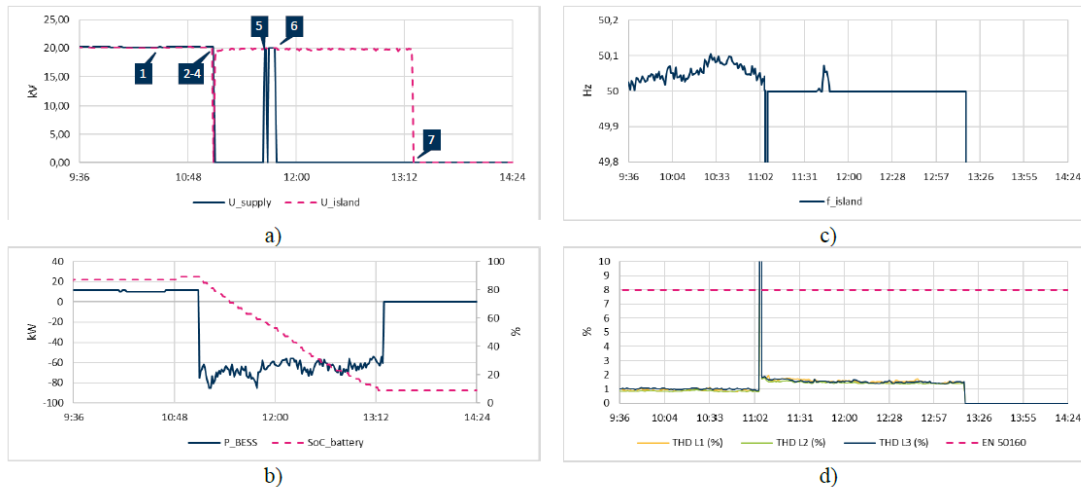 25,00
20,00
15,00
10,00
5,00
0,00
kV
1
2-4
5
6
7
9:36 10:48 12:00 13:12 14:24
U_supply U_island
a)
50,2
50,1
50
49,9
49,8
Hz
9:36 10:04 10:33 11:02 11:31 12:00 12:28 12:57 13:26 13:55 14:24
f_island
c)
40
20
0
-20
-40
-60
-80
-100
kW
100
80
60
40
20
0
%
9:36 10:48 12:00 13:12 14:24
P_BESS SoC_battery
b)
10
9
8
7
6
5
4
3
2
1
0
%
9:36 10:04 10:33 11:02 11:31 12:00 12:28 12:57 13:26 13:55 14:24
THD L1 (%) THD L2 (%) THD L3 (%) EN 50160
d)